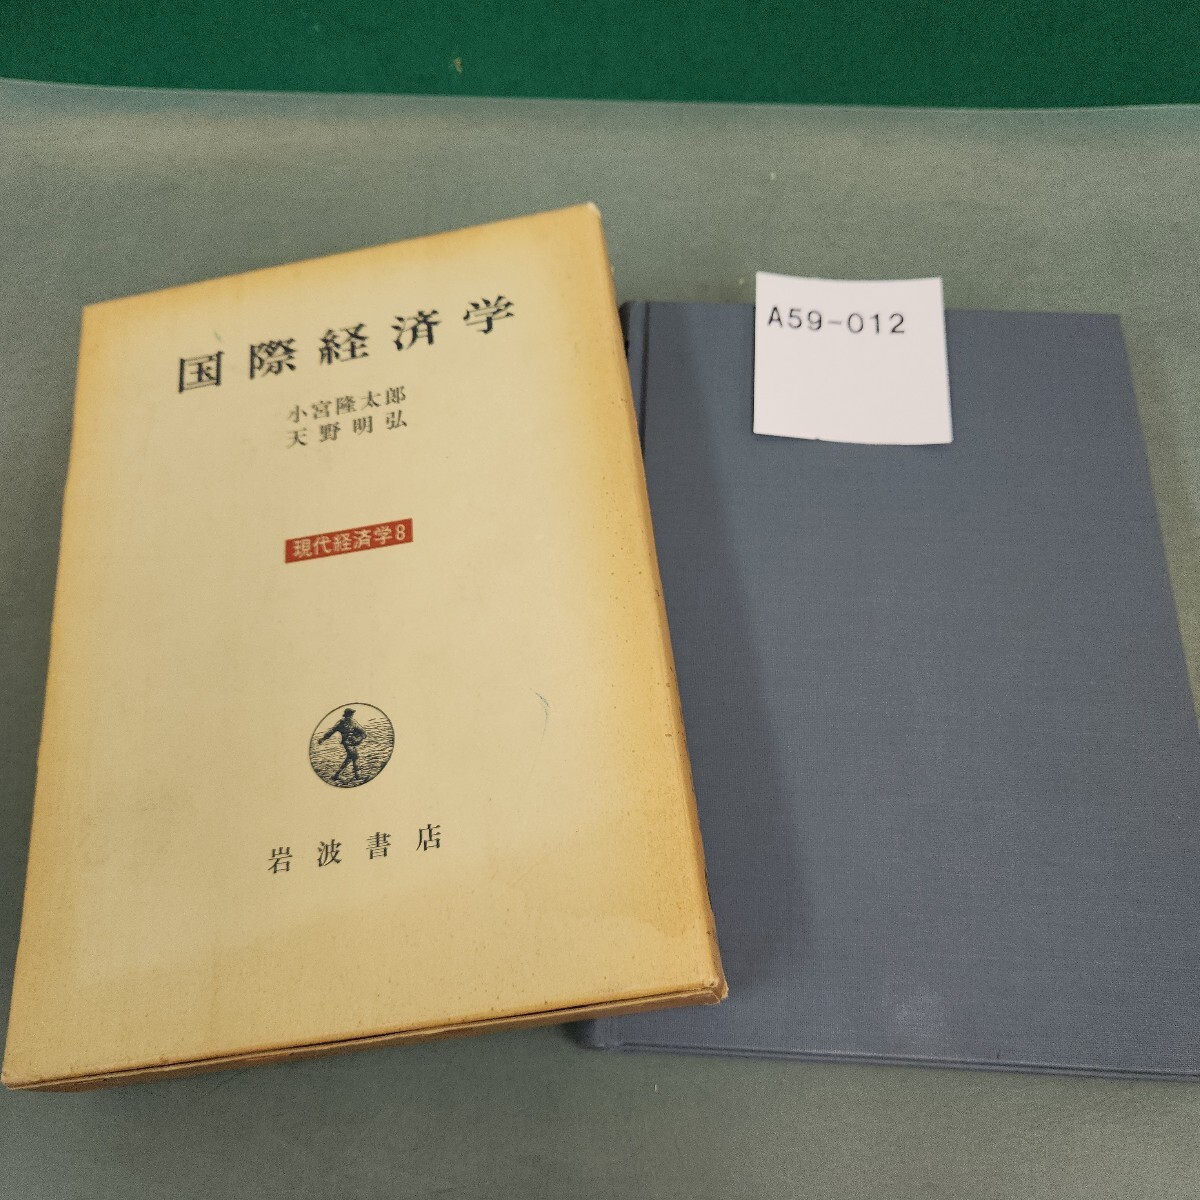 国際経済学
小宮隆太郎
天野明弘
現代経済学8
岩波書店
A59-012